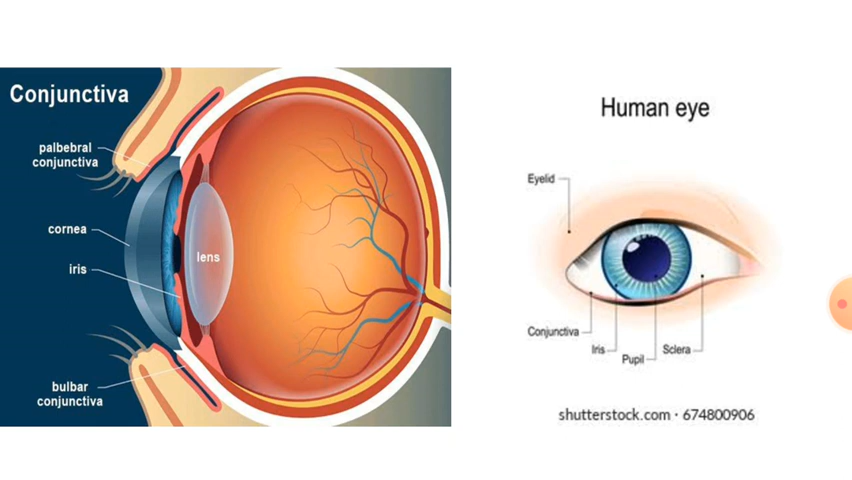 Conjunctiva
palbebral
conjunctiva
cornea
iris
lens
bulbar
conjunctiva
Human eye
Eyelid
Conjunctiva
Iris
Pupil
Sclera
shutterstock.com · 674800906